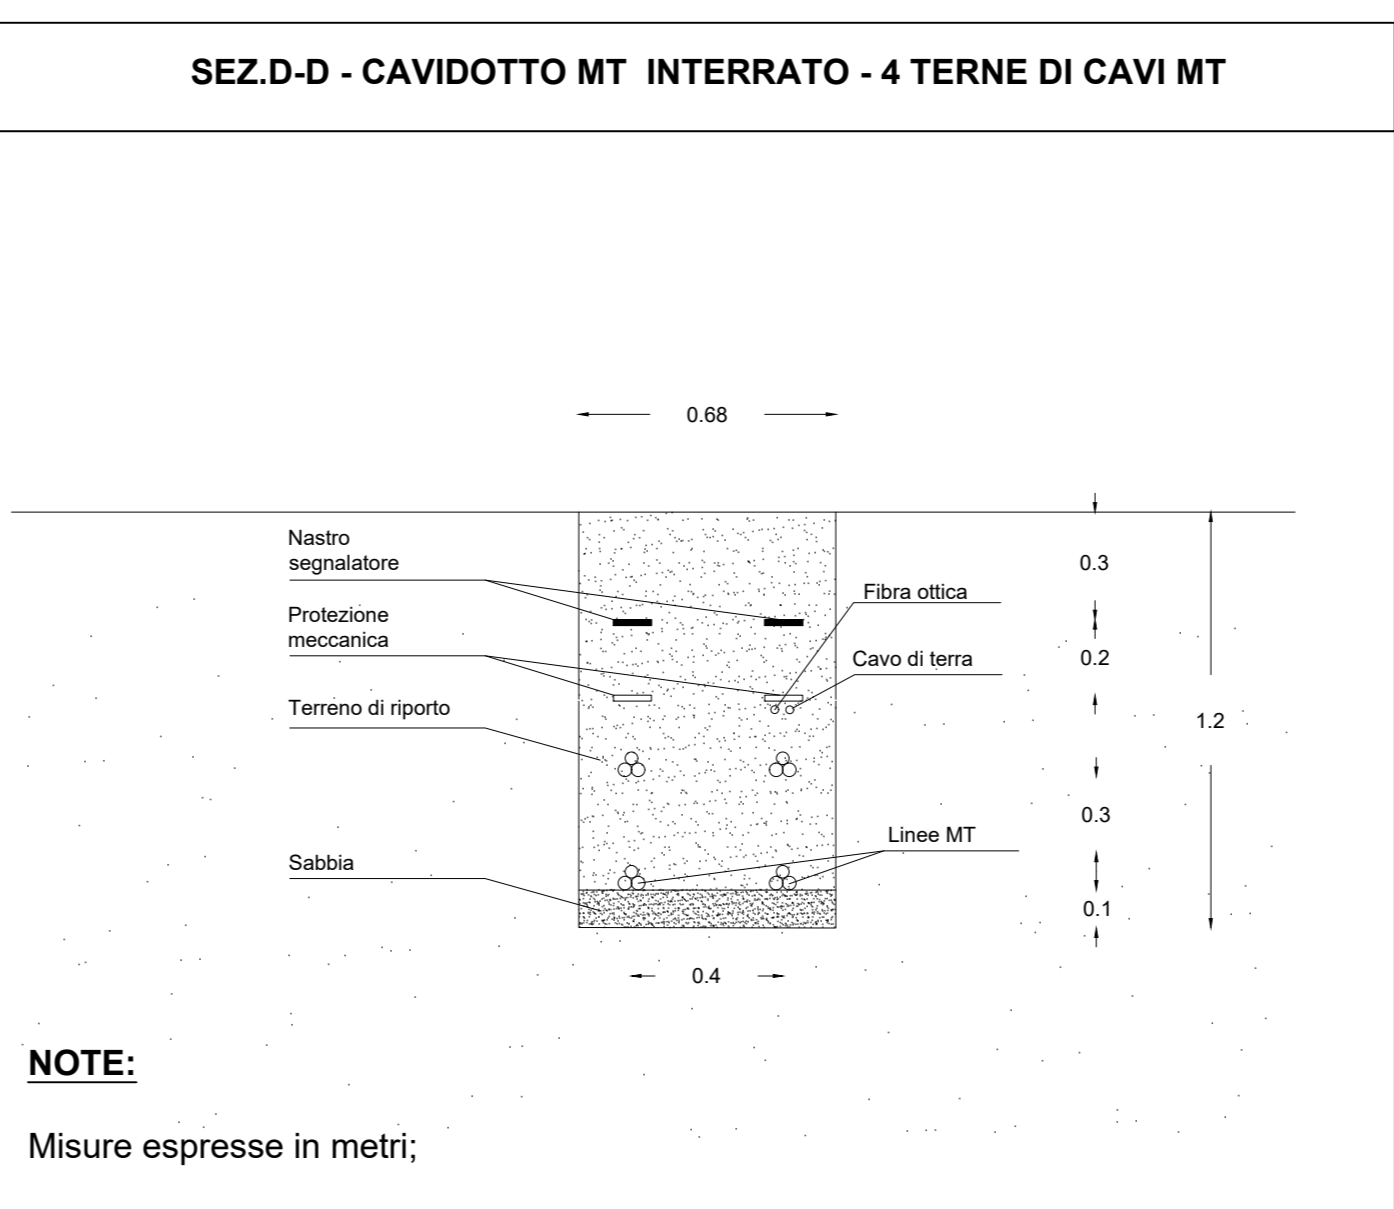 SEZ.D-D - CAVIDOTTO MT INTERRATO - 4 TERNE DI CAVI MT
0.68
Nastro
segnalatore
0.3
Fibra ottica
Protezione
meccanica
Cavo di terra
0.2
Terreno di riporto
1.2
0.3
Linee MT
Sabbia
0.1
0.4
NOTE:
Misure espresse in metri;